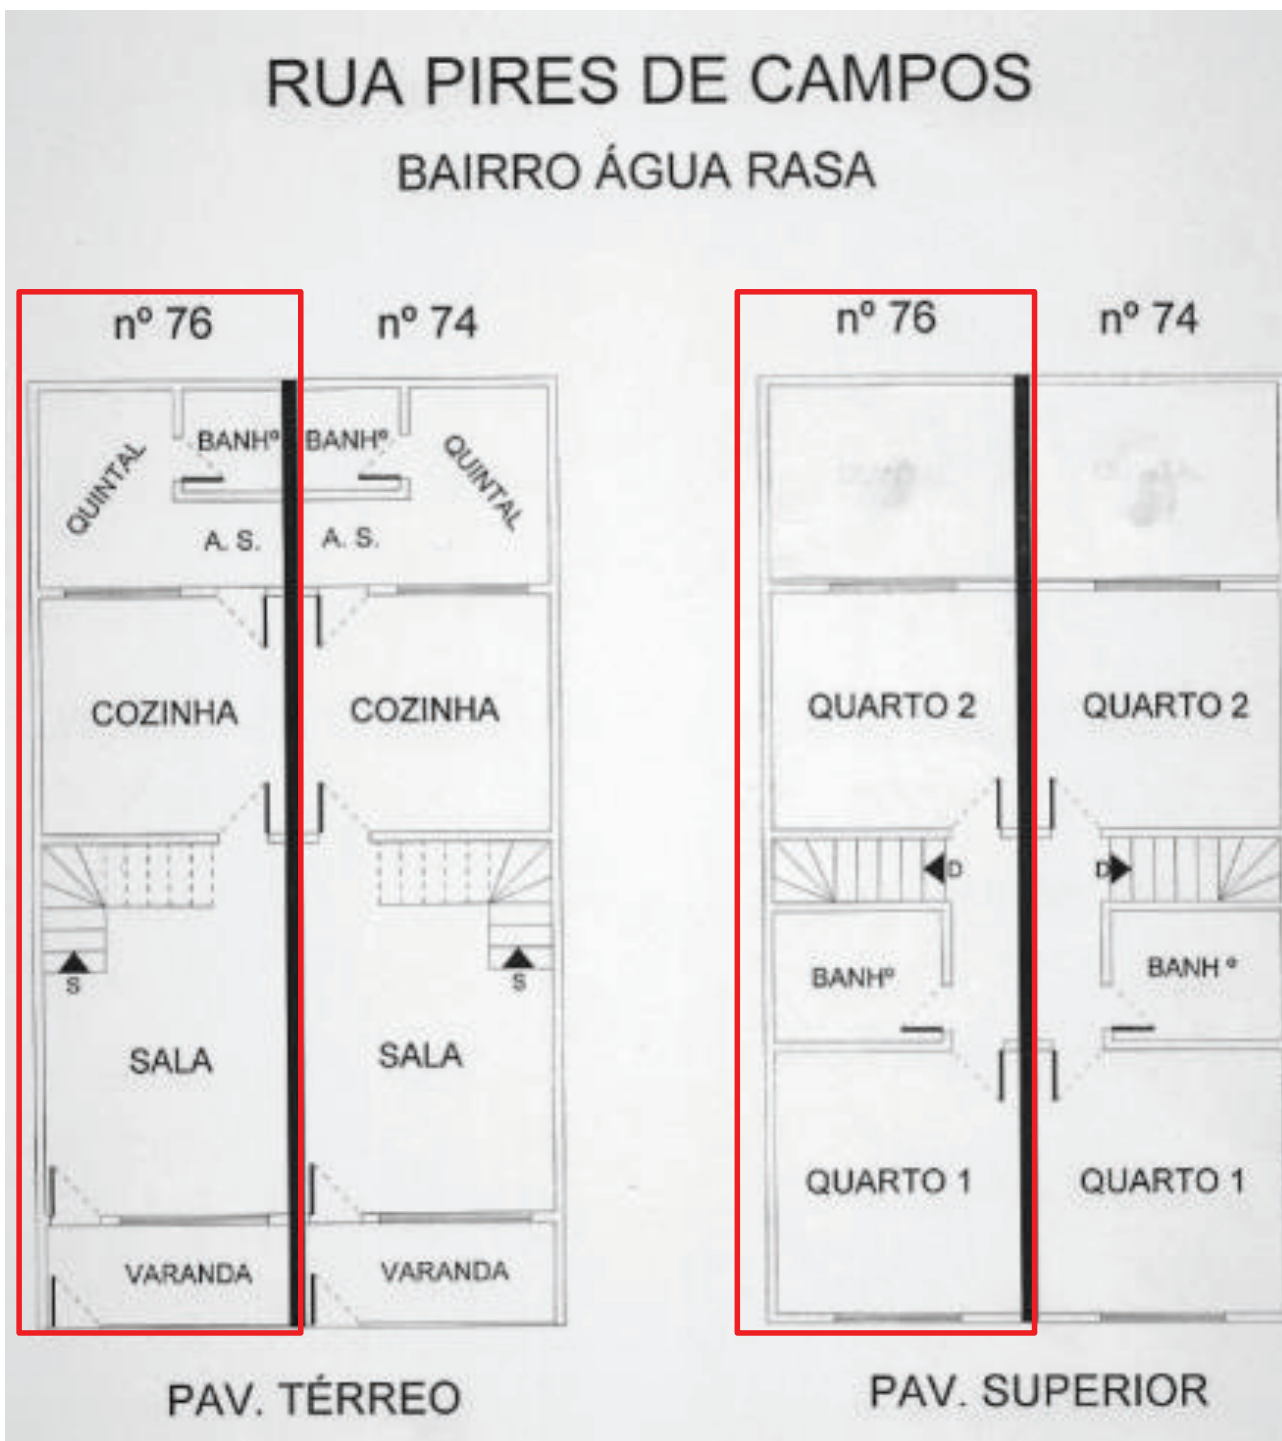 RUA PIRES DE CAMPOS
BAIRRO ÁGUA RASA
nº 76 nº 74
BANHº BANHº
QUINTAL QUINTAL
A. S. A. S.
COZINHA COZINHA
S S
SALA SALA
VARANDA VARANDA
PAV. TÉRREO
nº 76 nº 74
QUARTO 2 QUARTO 2
D D
BANHº BANHº
QUARTO 1 QUARTO 1
PAV. SUPERIOR